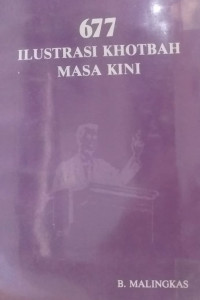 677
ILUSTRASI KHOTBAH
MASA KINI
B. MALINGKAS